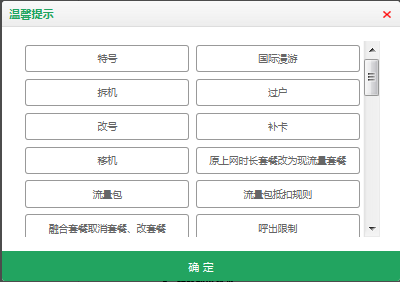 温馨提示
特号
国际漫游
拆机
过户
改号
补卡
移机
原上网时长套餐改为现流量套餐
流量包
流量包抵扣规则
融合套餐取消套餐、改套餐
呼出限制
确 定